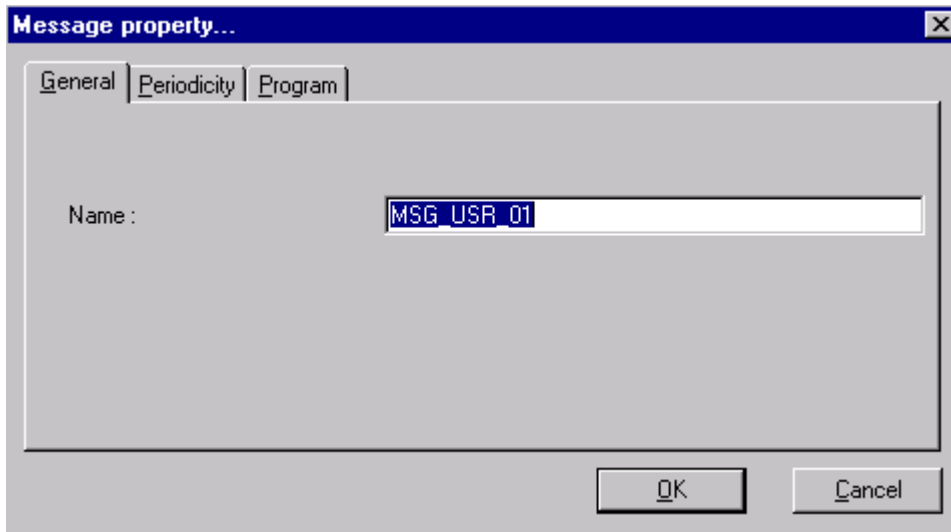 Message property...
General Periodicity Program
Name : MSG_USR_01
OK Cancel